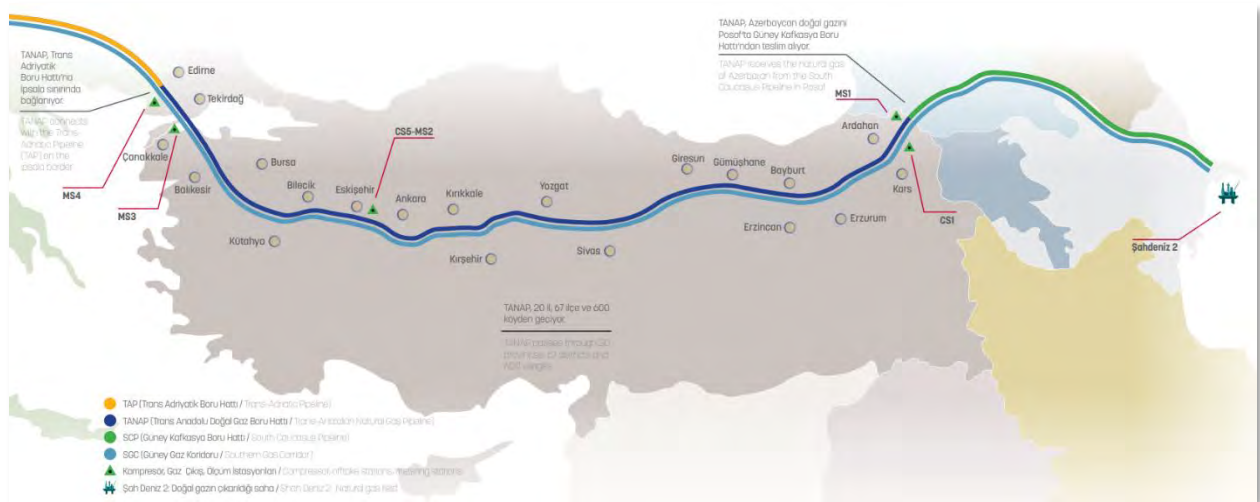 TANAP, Trans
Adriyatik
Boru Hattı'na
İpsala sınırında
bağlanıyor.
TANAP connects
with the Trans-
Adriatic Pipeline
(TAP) on the
Ipsala border
Edirne
Tekirdağ
Çanakkale
MS4
MS3
Balıkesir
Bursa
Bilecik
Eskişehir
Kütahya
CS5-MS2
Ankara
Kırıkkale
Kırşehir
Yozgat
Sivas
Giresun
Gümüşhane
Bayburt
Erzincan
Erzurum
TANAP, Azerbaycan doğal gazını
Posof'ta Güney Kafkasya Boru
Hattı'ndan teslim alıyor.
TANAP receives the natural gas
of Azerbaijan from the South
Caucasus Pipeline in Posof
MS1
Ardahan
Kars
CS1
Şahdeniz 2
TANAP, 20 il, 67 ilçe ve 600
köyden geçiyor.
TANAP passes through 20
provinces 67 districts and
600 villages
TAP (Trans Adriyatik Boru Hattı / Trans-Adriatic Pipeline)
TANAP (Trans Anadolu Doğal Gaz Boru Hattı / Trans-Anatolian Natural Gas Pipeline)
SCP (Güney Kafkasya Boru Hattı / South Caucasus Pipeline)
SGC (Güney Gaz Koridoru / Southern Gas Corridor)
Kompresör, Gaz Çıkış, Ölçüm İstasyonları / Compressor, offtake stations, metering stations
Şah Deniz 2: Doğal gazın çıkarıldığı saha / Shah Deniz 2: Natural gas field